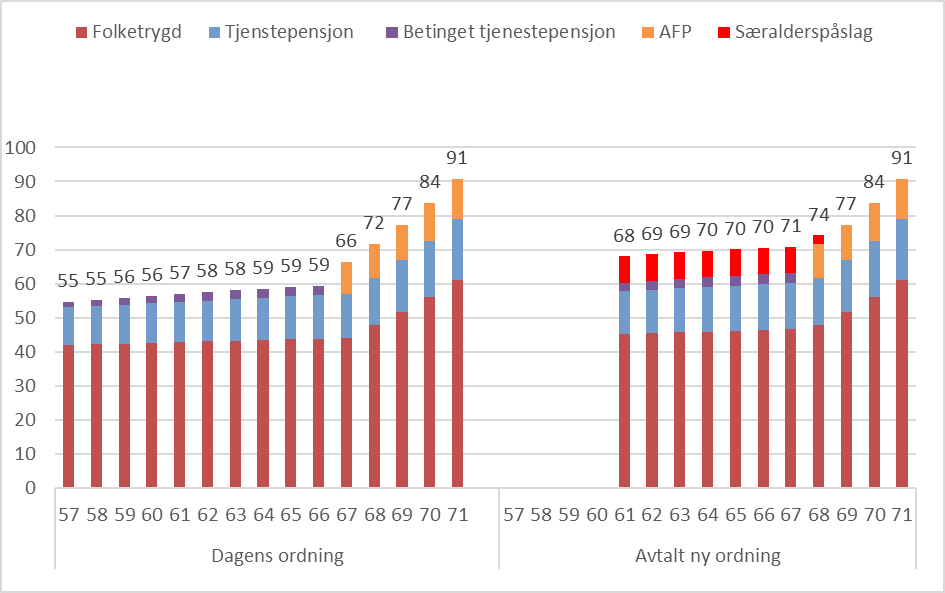 Folketrygd Tjenstepensjon Betinget tjenestepensjon AFP Særalderspåslag
100
90
80
70
60
50
40
30
20
10
0
55 55 56 56 57 58 58 59 59 59 66 72 77 84 91
68 69 69 70 70 70 71 74 77 84 91
57 58 59 60 61 62 63 64 65 66 67 68 69 70 71 57 58 59 60 61 62 63 64 65 66 67 68 69 70 71
Dagens ordning Avtalt ny ordning